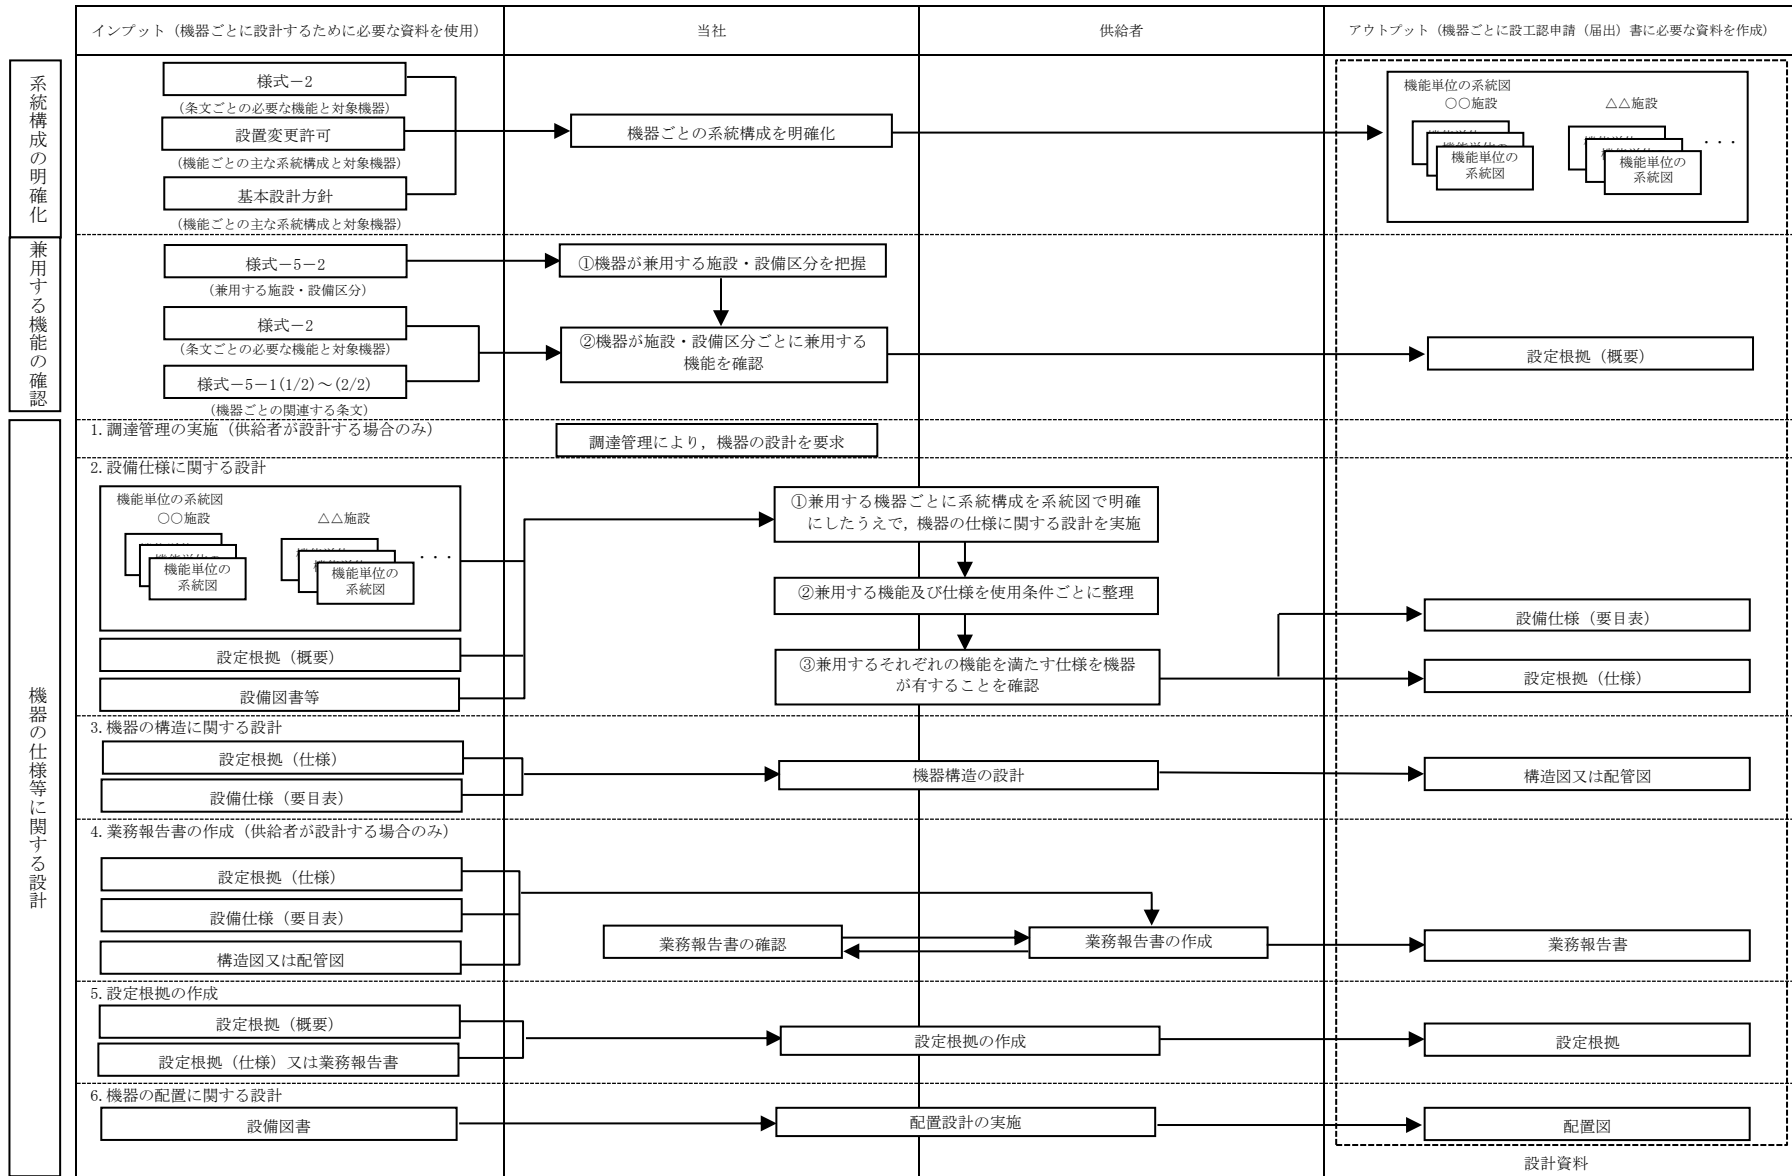 インプット（機器ごとに設計するために必要な資料を使用）
当社
供給者
アウトプット（機器ごとに設工認申請（届出）書に必要な資料を作成）
系統構成の明確化
様式－2
（条文ごとの必要な機能と対象機器）
設置変更許可
（機能ごとの主な系統構成と対象機器）
基本設計方針
（機能ごとの主な系統構成と対象機器）
機器ごとの系統構成を明確化
機能単位の系統図
○○施設
△△施設
機能単位の
系統図
機能単位の
系統図
・・・
兼用する機能の確認
様式－5－2
（兼用する施設・設備区分）
様式－2
（条文ごとの必要な機能と対象機器）
様式－5－1(1/2)～(2/2)
（機器ごとの関連する条文）
①機器が兼用する施設・設備区分を把握
②機器が施設・設備区分ごとに兼用する
機能を確認
設定根拠（概要）
機器の仕様等に関する設計
1. 調達管理の実施（供給者が設計する場合のみ）
調達管理により，機器の設計を要求
2. 設備仕様に関する設計
機能単位の系統図
○○施設
△△施設
機能単位の
系統図
機能単位の
系統図
・・・
設定根拠（概要）
設備図書等
①兼用する機器ごとに系統構成を系統図で明確
にしたうえで，機器の仕様に関する設計を実施
②兼用する機能及び仕様を使用条件ごとに整理
③兼用するそれぞれの機能を満たす仕様を機器
が有することを確認
設備仕様（要目表）
設定根拠（仕様）
3. 機器の構造に関する設計
設定根拠（仕様）
設備仕様（要目表）
機器構造の設計
構造図又は配管図
4. 業務報告書の作成（供給者が設計する場合のみ）
設定根拠（仕様）
設備仕様（要目表）
構造図又は配管図
業務報告書の確認
業務報告書の作成
業務報告書
5. 設定根拠の作成
設定根拠（概要）
設定根拠（仕様）又は業務報告書
設定根拠の作成
設定根拠
6. 機器の配置に関する設計
設備図書
配置設計の実施
配置図
設計資料